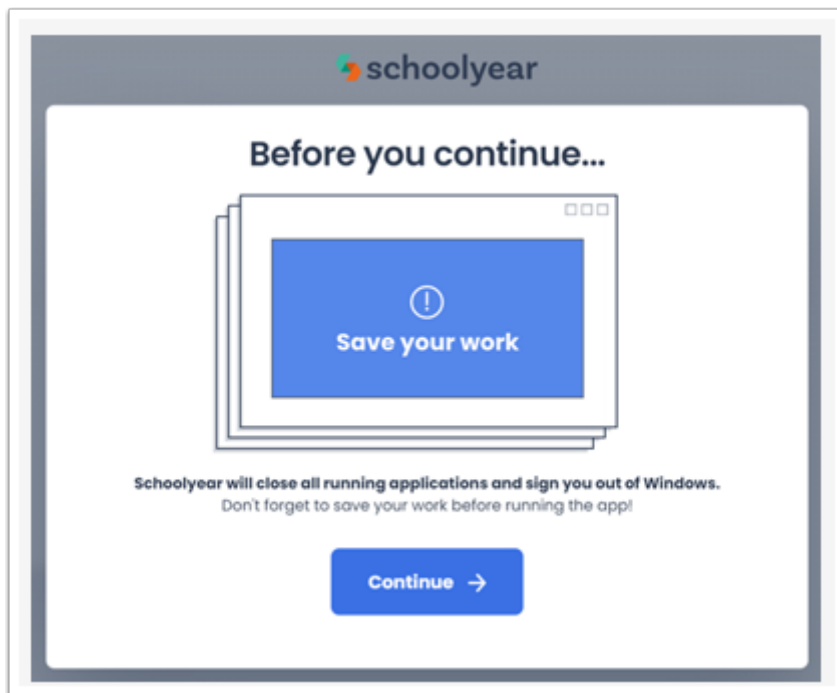 schoolyear
Before you continue...
Save your work
Schoolyear will close all running applications and sign you out of Windows.
Don't forget to save your work before running the app!
Continue →